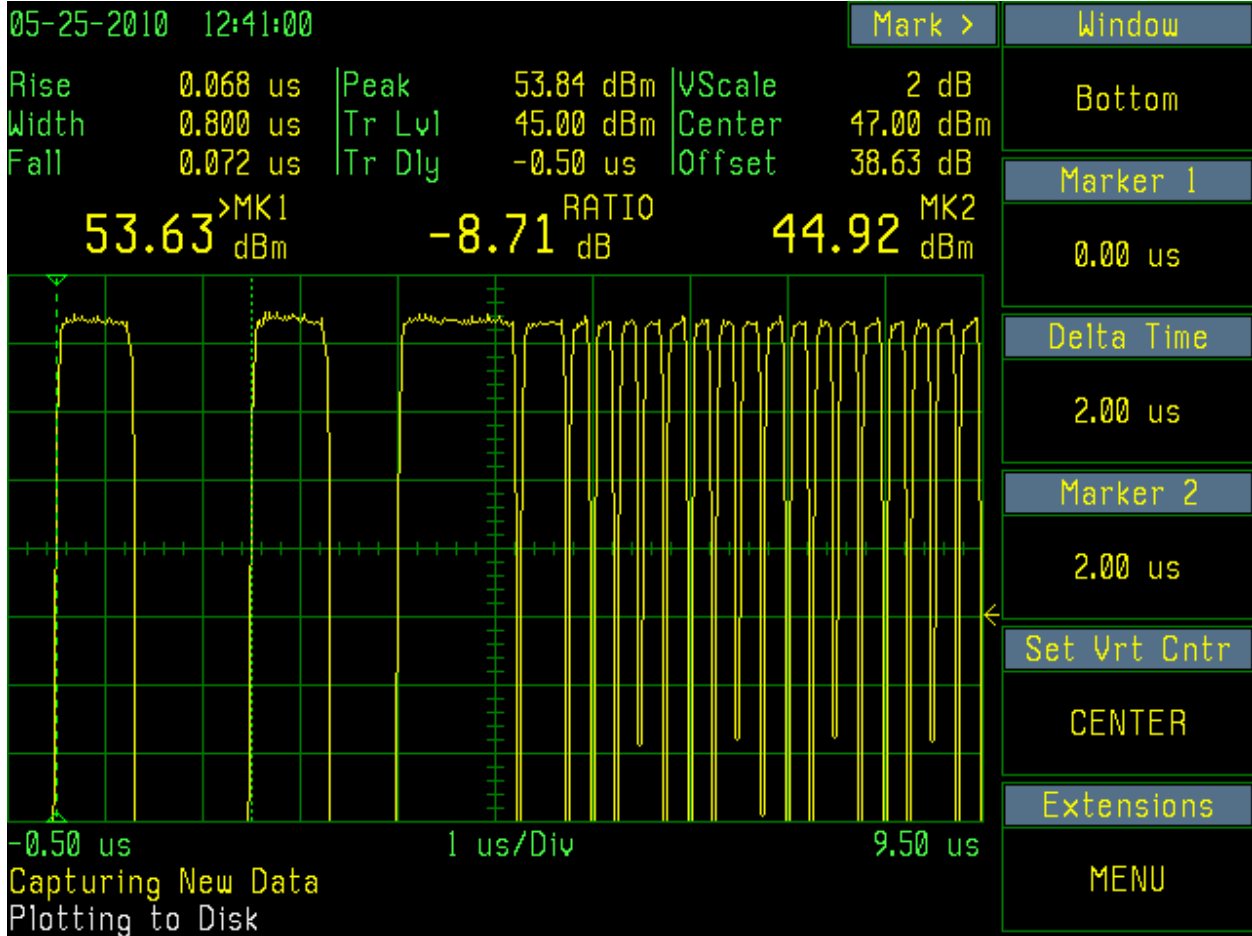 05-25-2010 12:41:00 Mark > Window
Rise 0.068 us Peak 53.84 dBm VScale 2 dB
Width 0.800 us Tr Lvl 45.00 dBm Center 47.00 dBm
Fall 0.072 us Tr Dly -0.50 us Offset 38.63 dB
Bottom
53.63 >MK1 dBm -8.71 RATIO dB 44.92 MK2 dBm
Marker 1
0.00 us
Delta Time
2.00 us
Marker 2
2.00 us
Set Vrt Cntr
CENTER
Extensions
MENU
-0.50 us 1 us/Div 9.50 us
Capturing New Data
Plotting to Disk